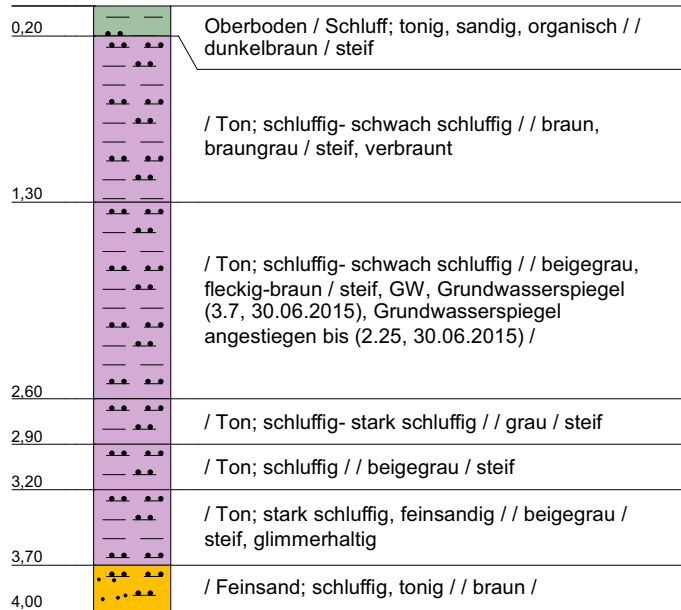 0,20
Oberboden / Schluff; tonig, sandig, organisch / /
dunkelbraun / steif
/ Ton; schluffig- schwach schluffig / / braun,
braungrau / steif, verbraunt
1,30
/ Ton; schluffig- schwach schluffig / / beigegrau,
fleckig-braun / steif, GW, Grundwasserspiegel
(3.7, 30.06.2015), Grundwasserspiegel
angestiegen bis (2.25, 30.06.2015) /
2,60
/ Ton; schluffig- stark schluffig / / grau / steif
2,90
/ Ton; schluffig / / beigegrau / steif
3,20
/ Ton; stark schluffig, feinsandig / / beigegrau /
steif, glimmerhaltig
3,70
/ Feinsand; schluffig, tonig / / braun /
4,00